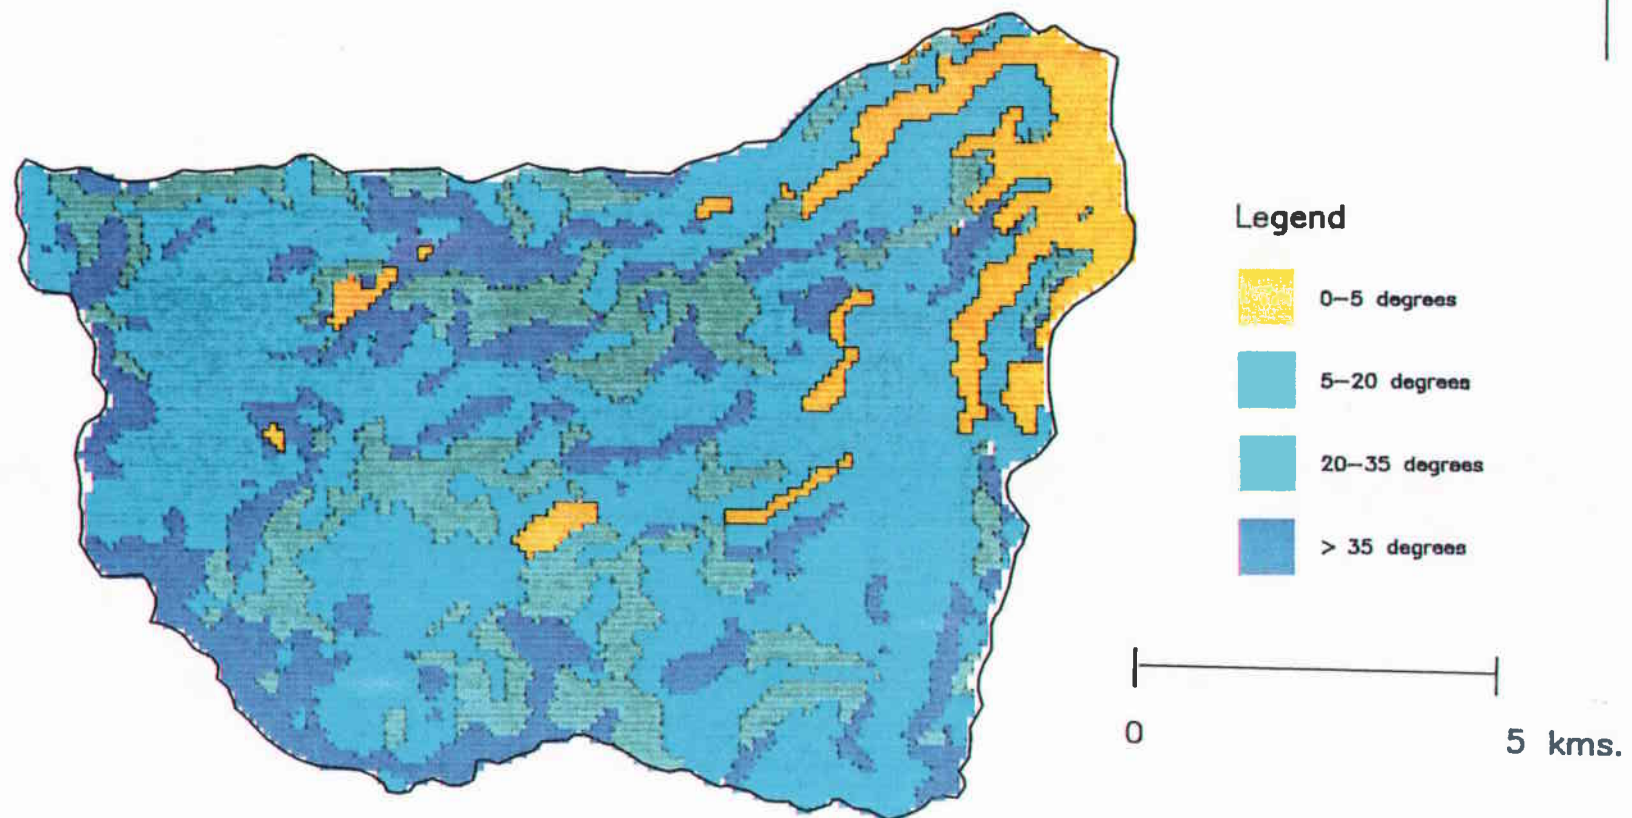 Legend
0–5 degrees
5–20 degrees
20–35 degrees
> 35 degrees
0
5 kms.